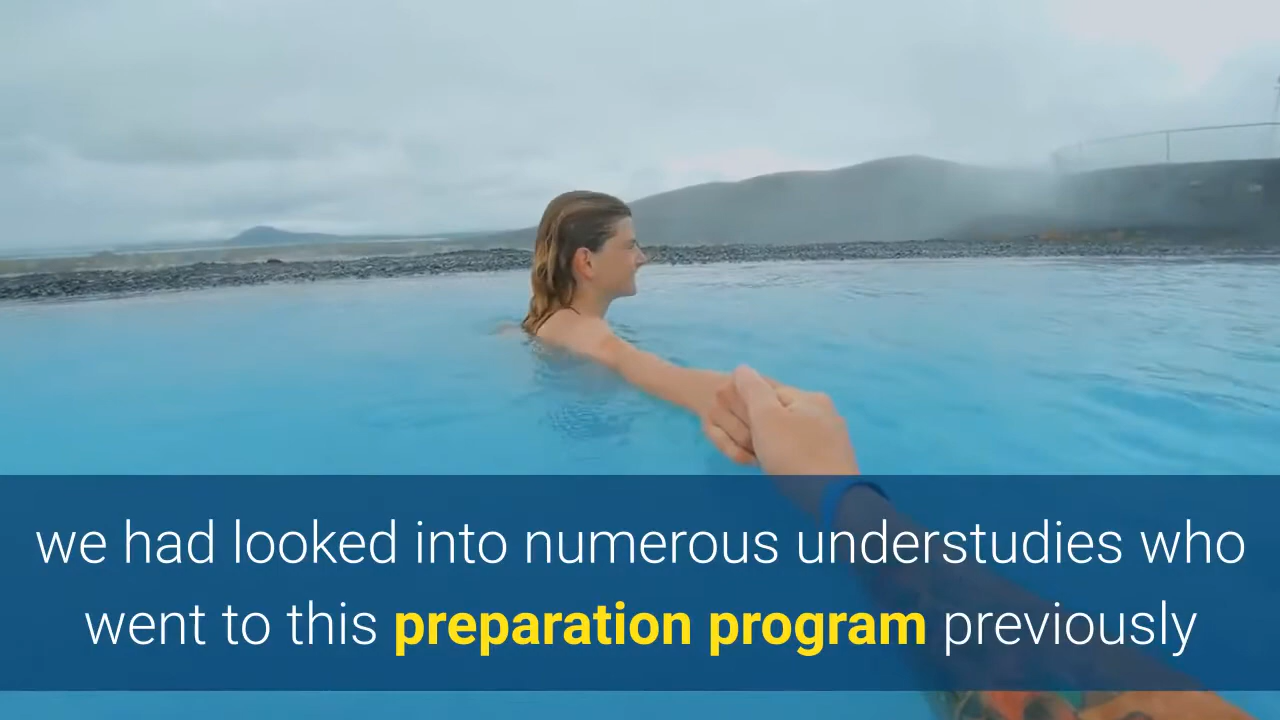 we had looked into numerous understudies who
went to this preparation program previously